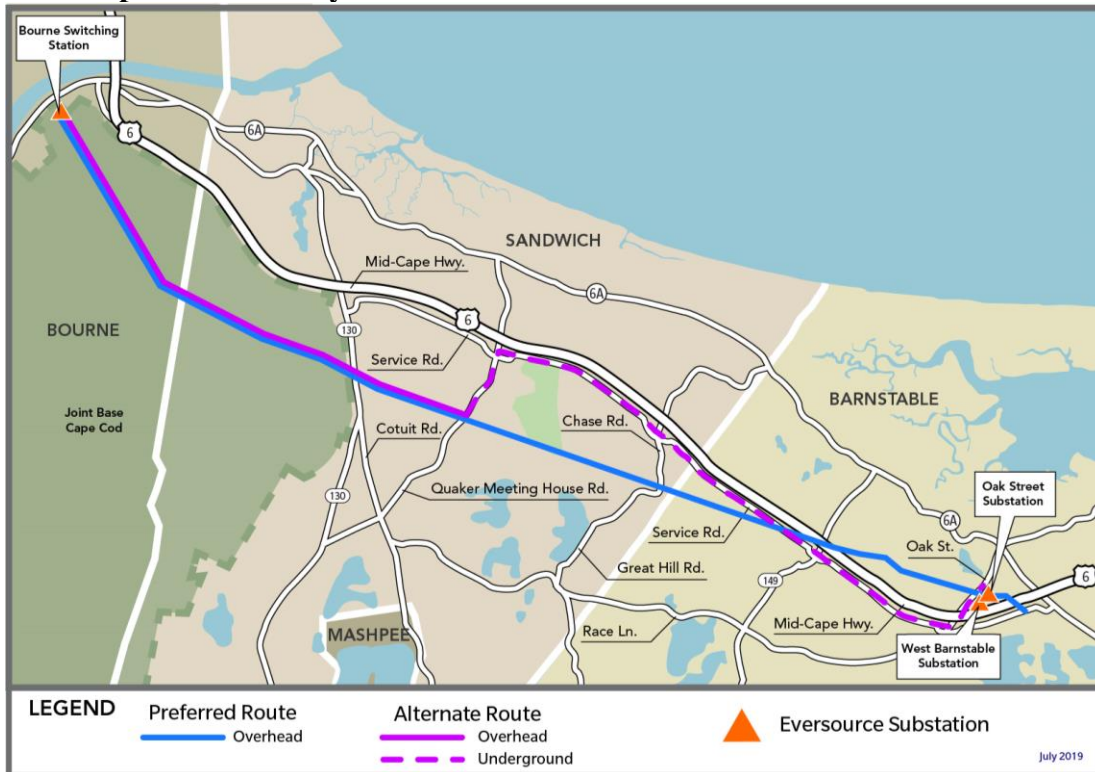 Bourne Switching
Station
6
6A
SANDWICH
Mid-Cape Hwy.
6A
6
130
Service Rd.
BOURNE
BARNSTABLE
Joint Base
Cape Cod
Chase Rd.
Cotuit Rd.
Oak Street
Substation
130
Quaker Meeting House Rd.
6A
Service Rd.
Oak St.
Great Hill Rd.
149
6
Race Ln.
Mid-Cape Hwy.
MASHPEE
West Barnstable
Substation
LEGEND
Preferred Route
Overhead
Alternate Route
Overhead
Underground
Eversource Substation
July 2019